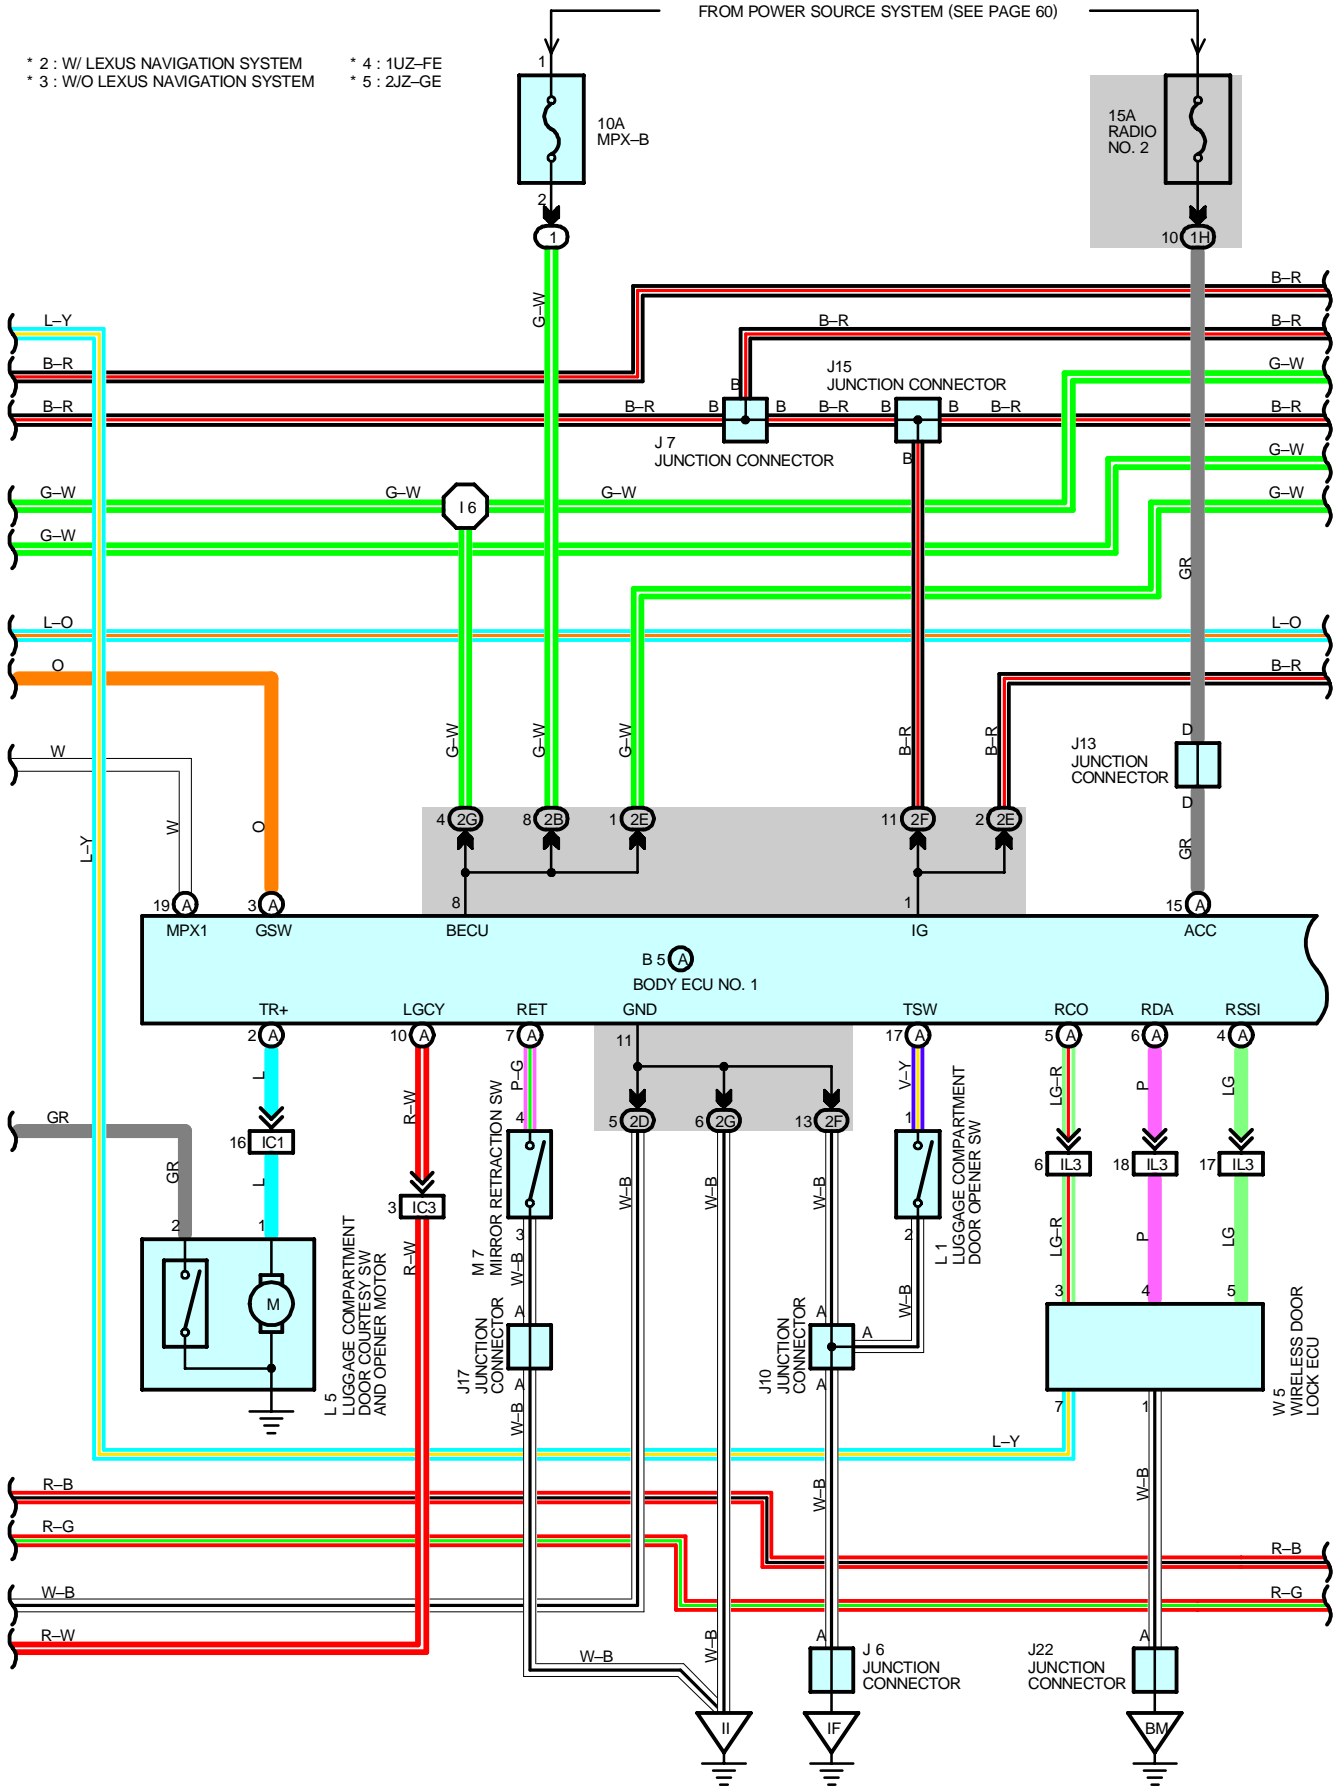 FROM POWER SOURCE SYSTEM (SEE PAGE 60)
* 2 : W/ LEXUS NAVIGATION SYSTEM
* 4 : 1UZ–FE
* 3 : W/O LEXUS NAVIGATION SYSTEM
* 5 : 2JZ–GE
1
10A
MPX–B
2
1
15A
RADIO
NO. 2
10 1H
G–W
B–R
L–Y
B–R
B–R
B–R
J15
JUNCTION CONNECTOR
G–W
B
B–R
B–R
B
B
B–R
B
B
B–R
B–R
J 7
JUNCTION CONNECTOR
B
G–W
G–W
G–W
I 6
G–W
G–W
G–W
GR
L–O
L–O
O
B–R
W
G–W
G–W
G–W
B–R
B–R
D
J13
JUNCTION
CONNECTOR
D
L–Y
W
O
GR
4 2G
8 2B
1 2E
11 2F
2 2E
19 A
3 A
8
1
15 A
MPX1
GSW
BECU
IG
ACC
B 5 A
BODY ECU NO. 1
TR+
LGCY
RET
GND
TSW
RCO
RDA
RSSI
2 A
10 A
7 A
11
17 A
5 A
6 A
4 A
L
R–W
P–G
V–Y
LG–R
P
LG
GR
16 IC1
4
5 2D
6 2G
13 2F
1
6 IL3
18 IL3
17 IL3
GR
L
3 IC3
R–W
M 7
MIRROR RETRACTION SW
W–B
W–B
W–B
L 1
LUGGAGE COMPARTMENT
DOOR OPENER SW
LG–R
P
LG
2
1
3
2
W–B
W–B
3
4
5
M
L 5
LUGGAGE COMPARTMENT
DOOR COURTESY SW
AND OPENER MOTOR
A
J17
JUNCTION
CONNECTOR
A
A
J10
JUNCTION
CONNECTOR
A
A
W 5
WIRELESS DOOR
LOCK ECU
7
1
W–B
L–Y
R–B
W–B
W–B
R–G
R–B
W–B
R–G
R–W
W–B
W–B
A
J 6
JUNCTION
CONNECTOR
J22
JUNCTION
CONNECTOR
A
II
IF
BM